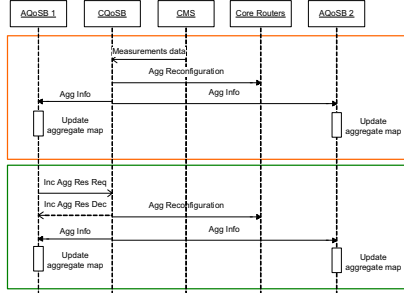 AQoSB 1 CQoSB CMS Core Routers AQoSB 2
Measurements data
Agg Reconfiguration
Agg Info Agg Info
Update
aggregate map
Update
aggregate map
Inc Agg Res Req
Inc Agg Res Dec Agg Reconfiguration
Agg Info Agg Info
Update
aggregate map
Update
aggregate map